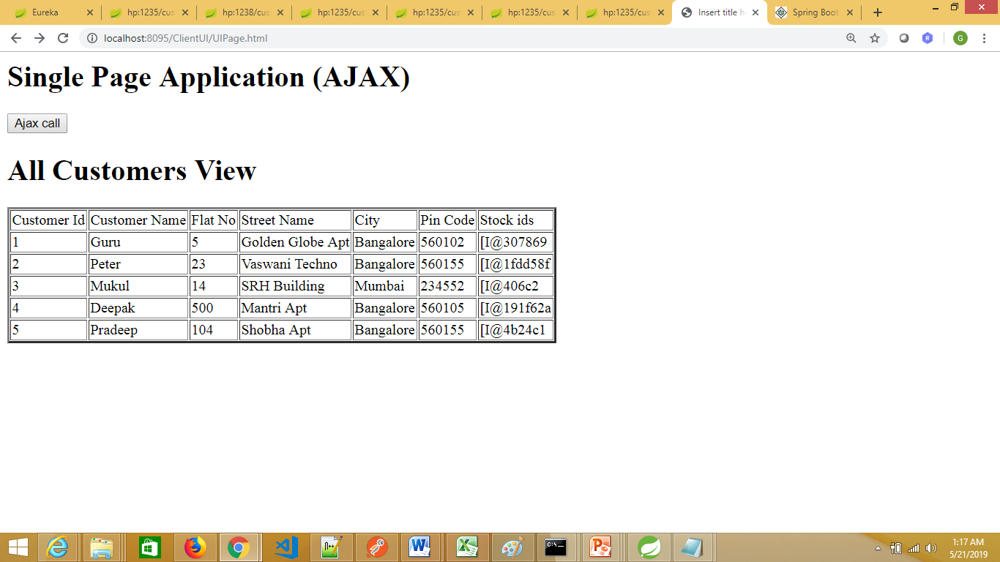 Eureka hp:1235/cus hp:1238/cus hp:1235/cus hp:1235/cus hp:1235/cus hp:1235/cus Insert title h Spring Boot
localhost:8095/ClientUI/UIPage.html R G
Single Page Application (AJAX)
Ajax call
All Customers View
Customer Id Customer Name Flat No Street Name City Pin Code Stock ids
1 Guru 5 Golden Globe Apt Bangalore 560102 [I@307869
2 Peter 23 Vaswani Techno Bangalore 560155 [I@1fdd58f
3 Mukul 14 SRH Building Mumbai 234552 [I@406c2
4 Deepak 500 Mantri Apt Bangalore 560105 [I@191f62a
5 Pradeep 104 Shobha Apt Bangalore 560155 [I@4b24c1
1:17 AM
5/21/2019